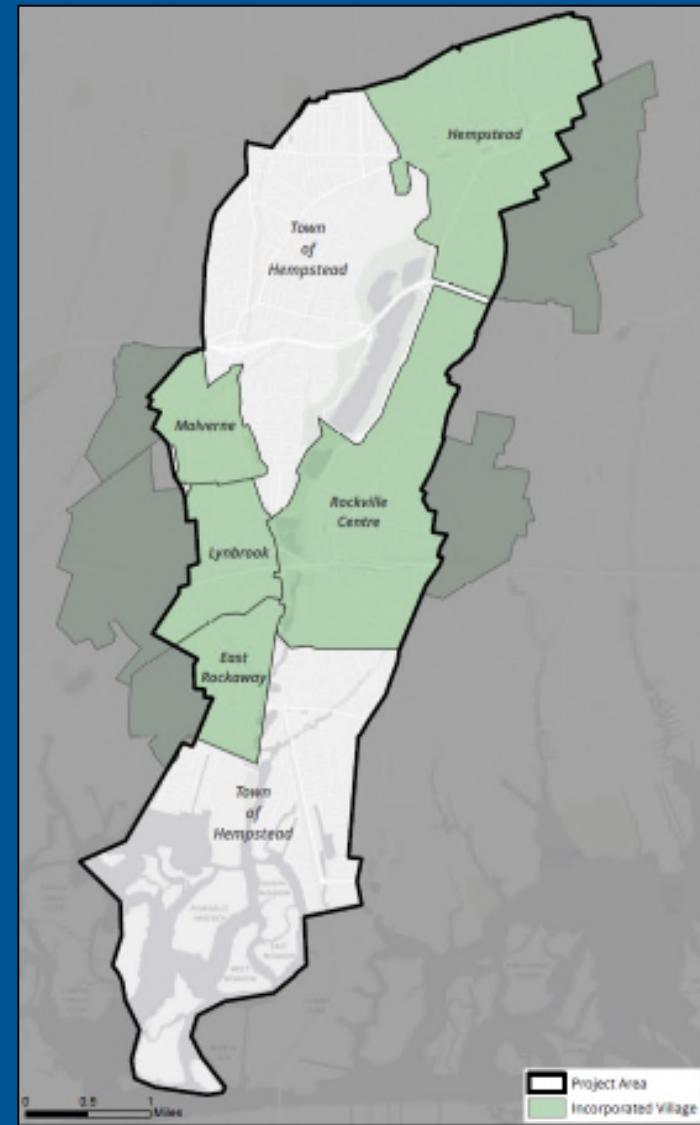 Hempstead
Town
of
Hempstead
Malverne
Rockville
Centre
Lynbrook
East
Rockaway
Town
of
Hempstead
Project Area
Incorporated Village
0 0.5 1
Miles